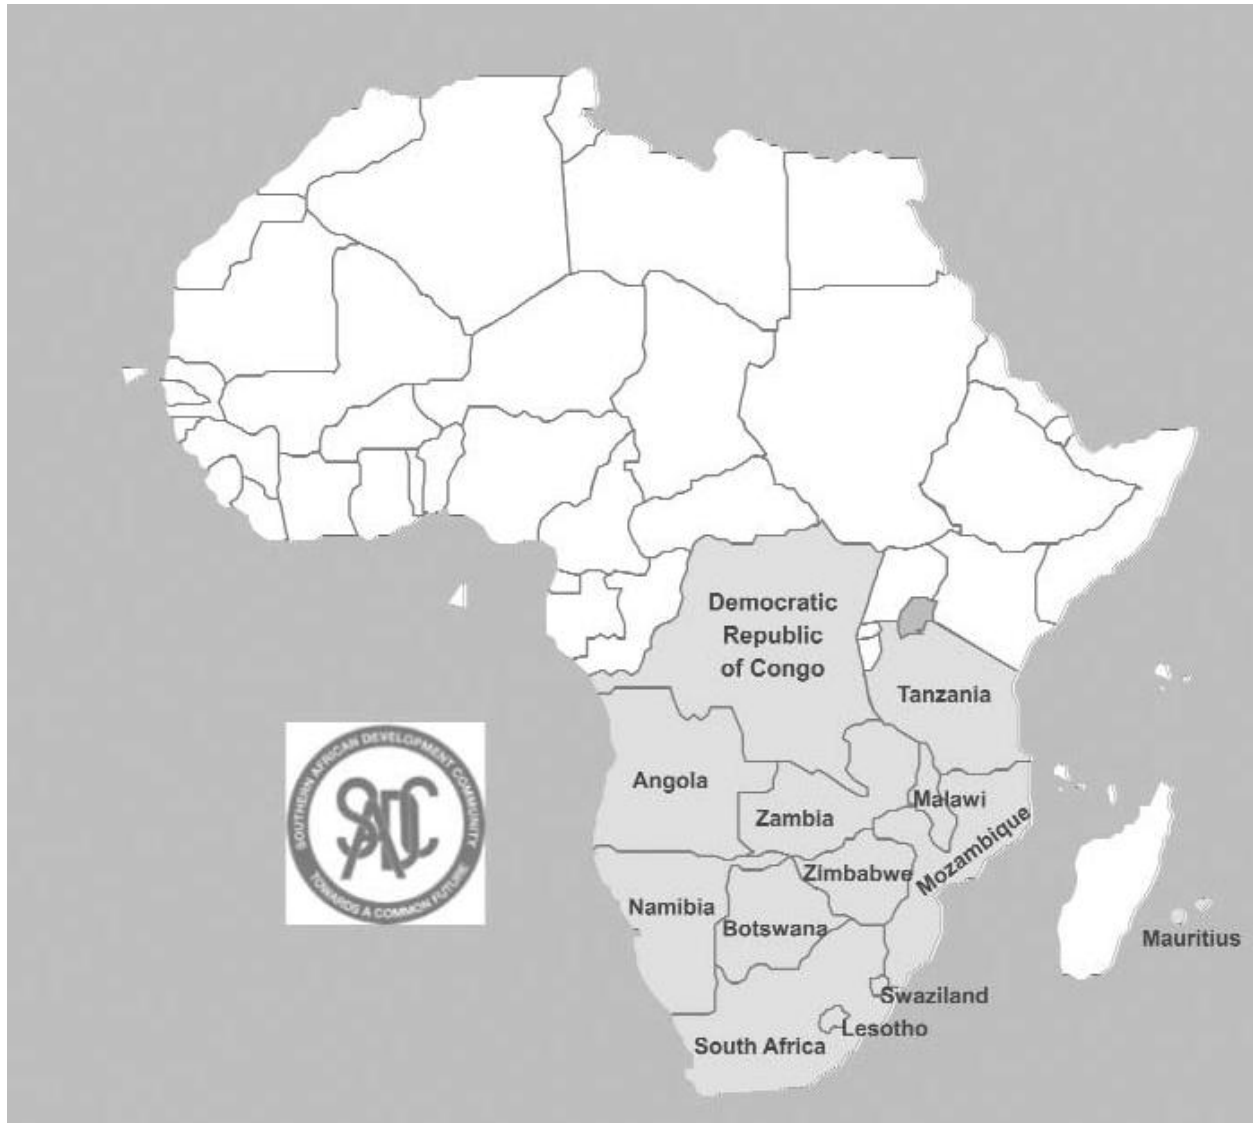 Democratic
Republic
of Congo
Tanzania
Angola
Malawi
Zambia
Mozambique
Zimbabwe
Namibia
Botswana
Mauritius
Swaziland
Lesotho
South Africa
SOUTHERN AFRICAN DEVELOPMENT COMMUNITY
SADC
TOWARDS A COMMON FUTURE